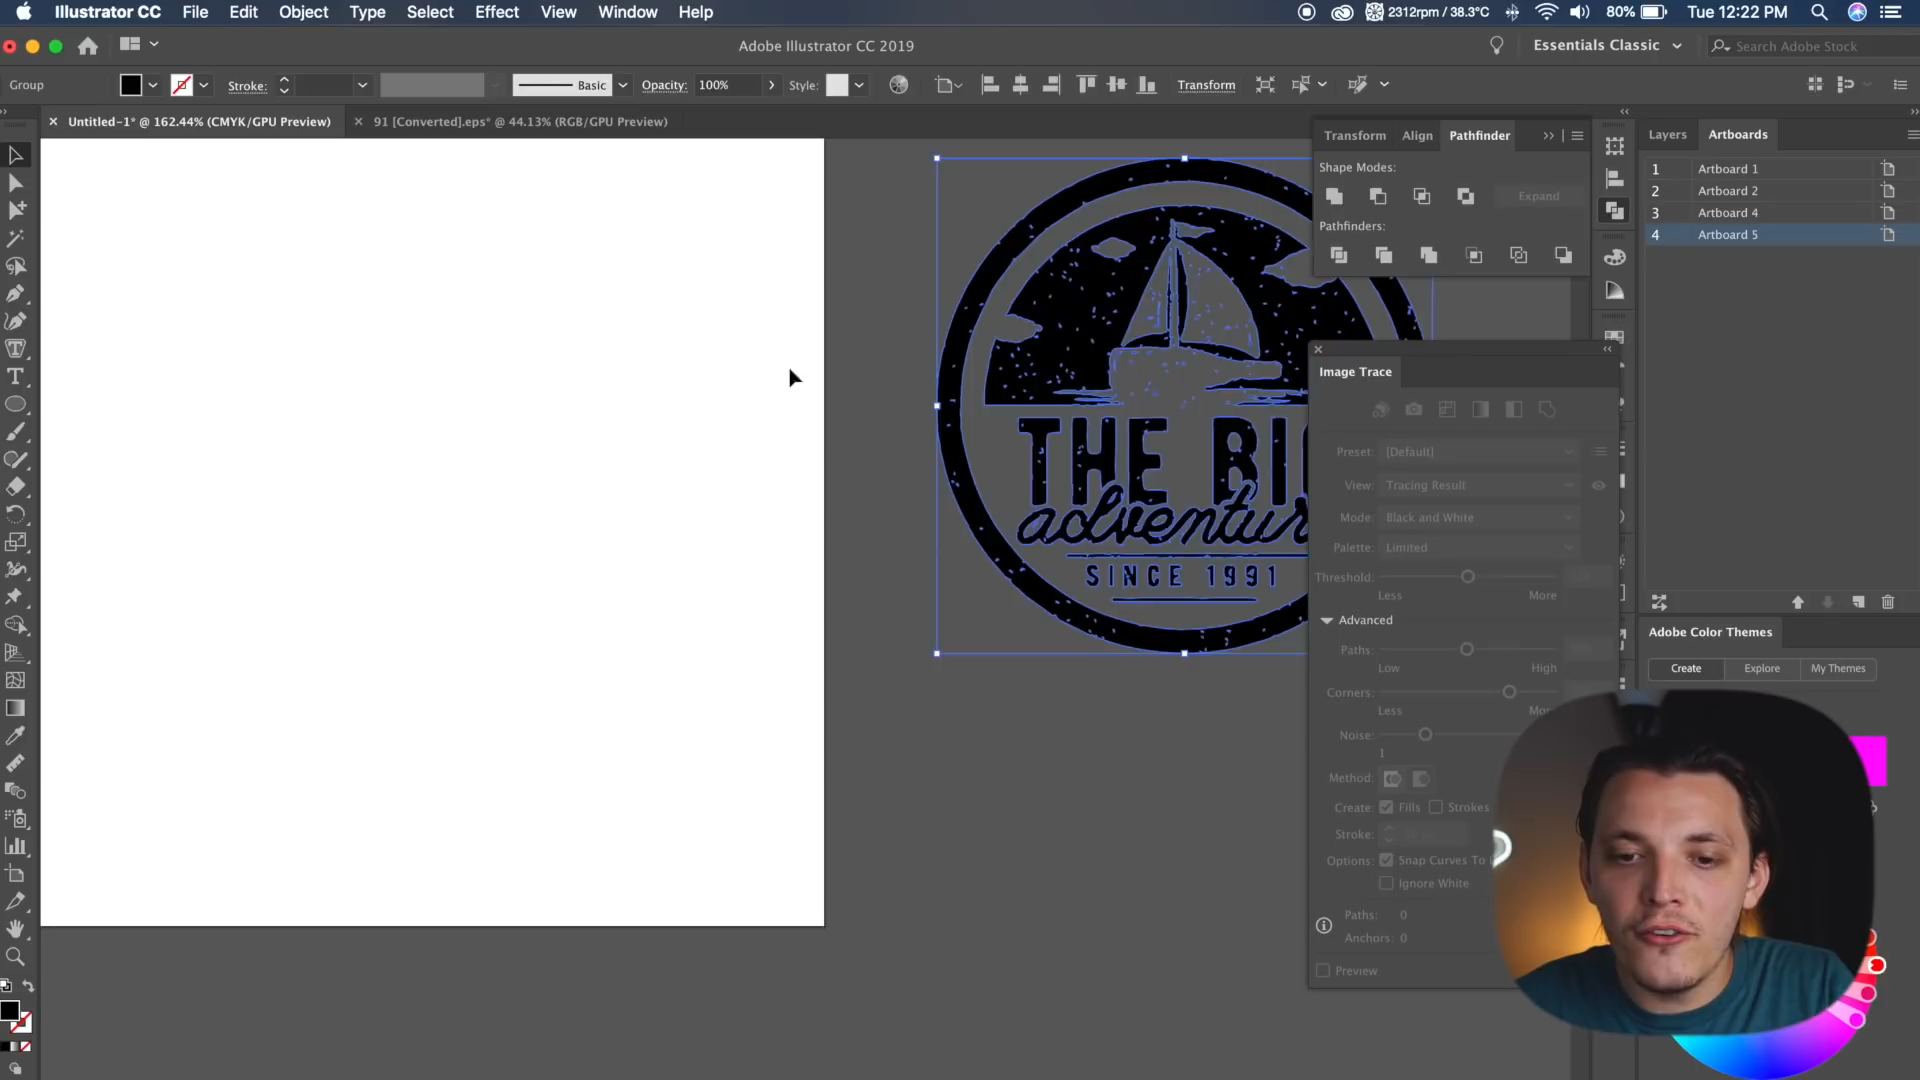 Illustrator CC File Edit Object Type Select Effect View Window Help 2312rpm / 38.3°C 80% Tue 12:22 PM
Adobe Illustrator CC 2019 Essentials Classic Search Adobe Stock
Group Stroke: Basic Opacity: 100% Style: Transform
Untitled-1* @ 162.44% (CMYK/GPU Preview) 91 [Converted].eps* @ 44.13% (RGB/GPU Preview)
Transform Align Pathfinder
Shape Modes:
Expand
Pathfinders:
Layers Artboards
1 Artboard 1
2 Artboard 2
3 Artboard 4
4 Artboard 5
THE BIG
adventur
SINCE 1991
Image Trace
Preset: [Default]
View: Tracing Result
Mode: Black and White
Palette: Limited
Threshold:
Less More
Advanced
Paths:
Low High
Corners:
Less Mor
Noise:
1
Method:
Create: Fills Strokes
Stroke:
Options: Snap Curves To
Ignore White
Paths: 0
Anchors: 0
Preview
Adobe Color Themes
Create Explore My Themes